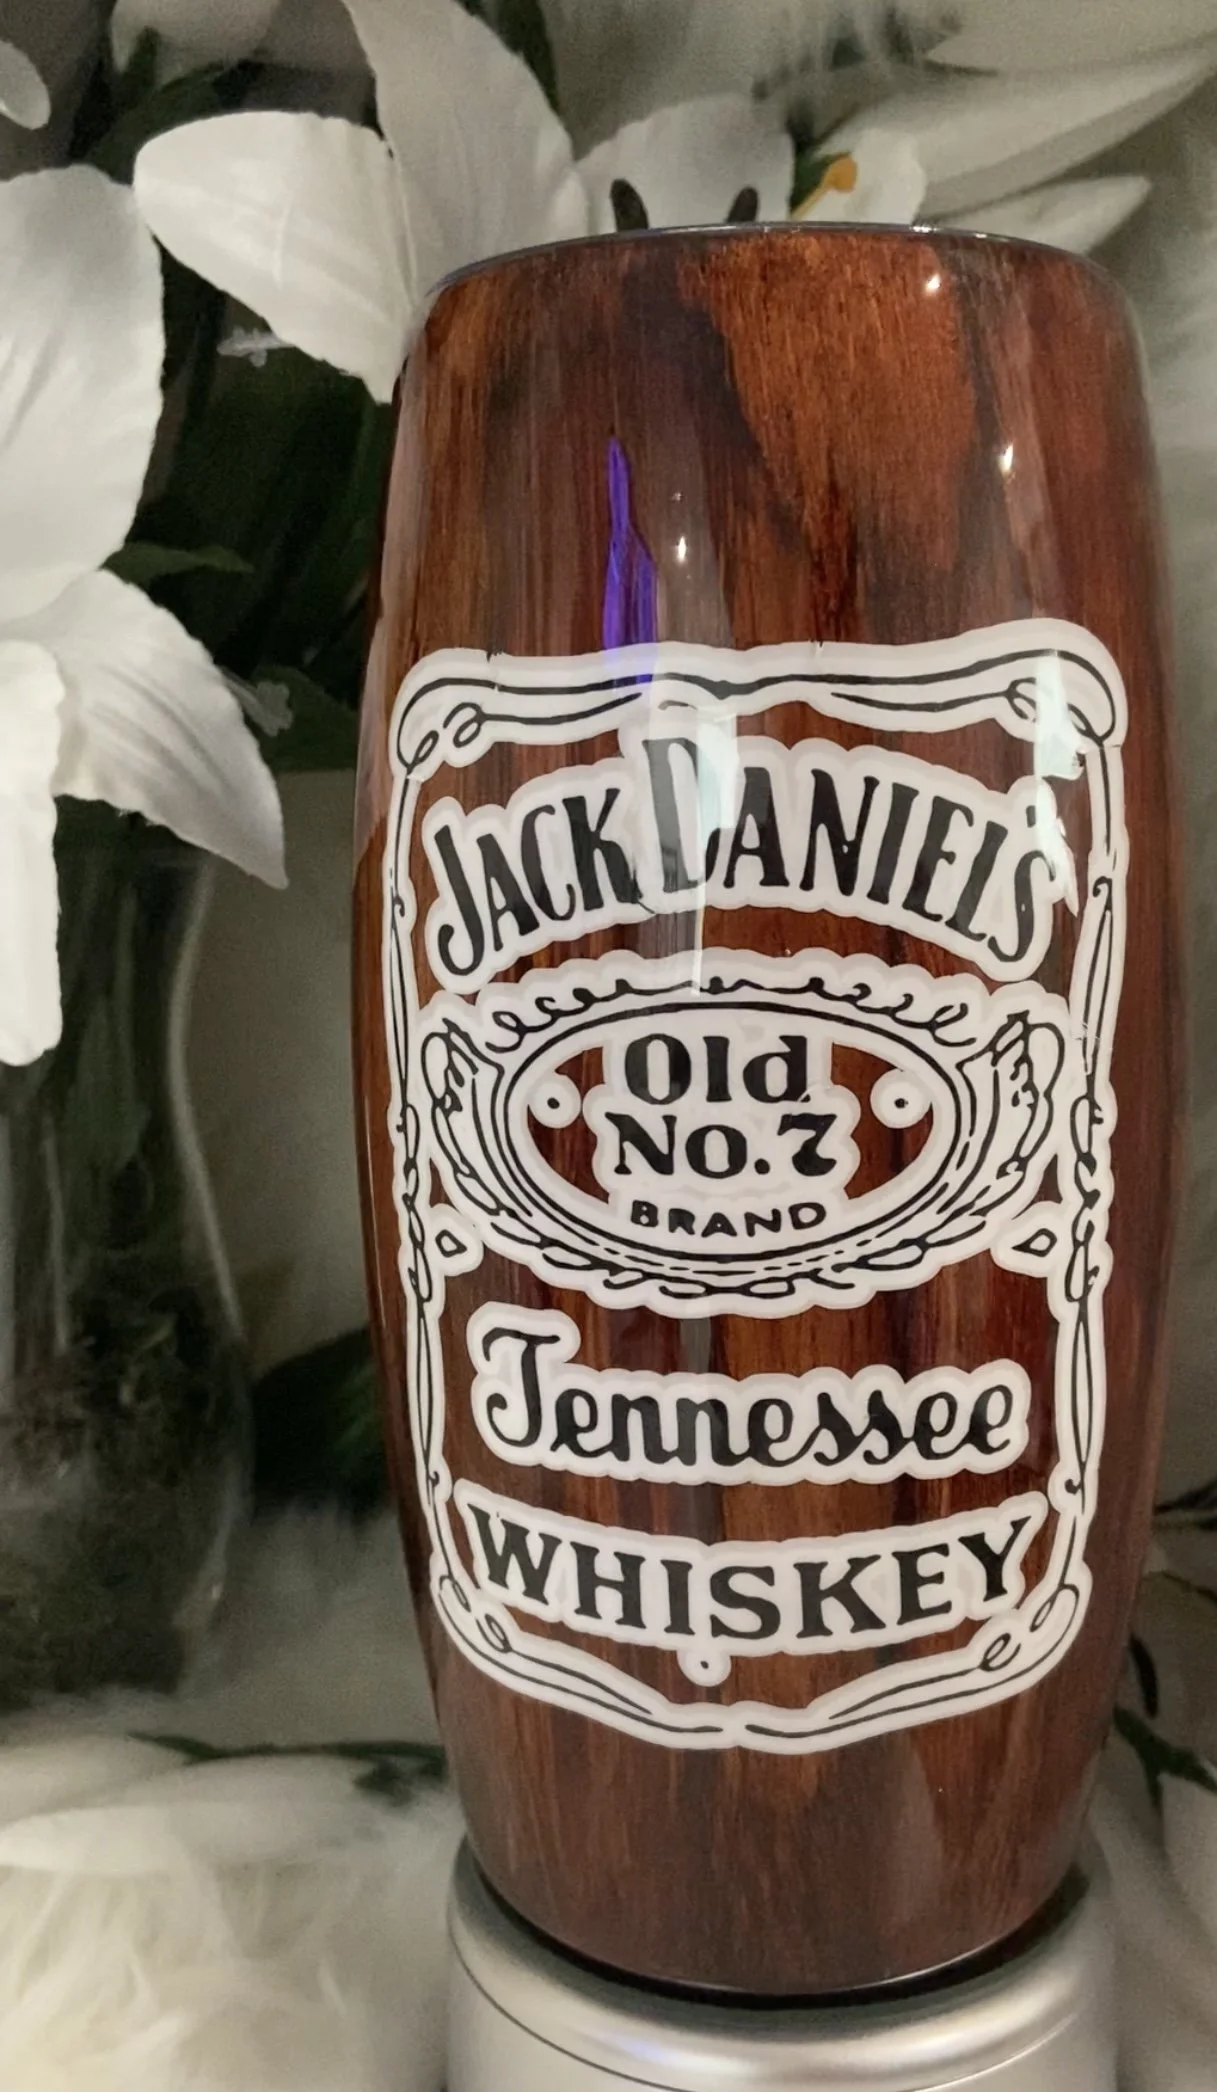 JACK DANIEL'S
Old
No.7
BRAND
Tennessee
WHISKEY